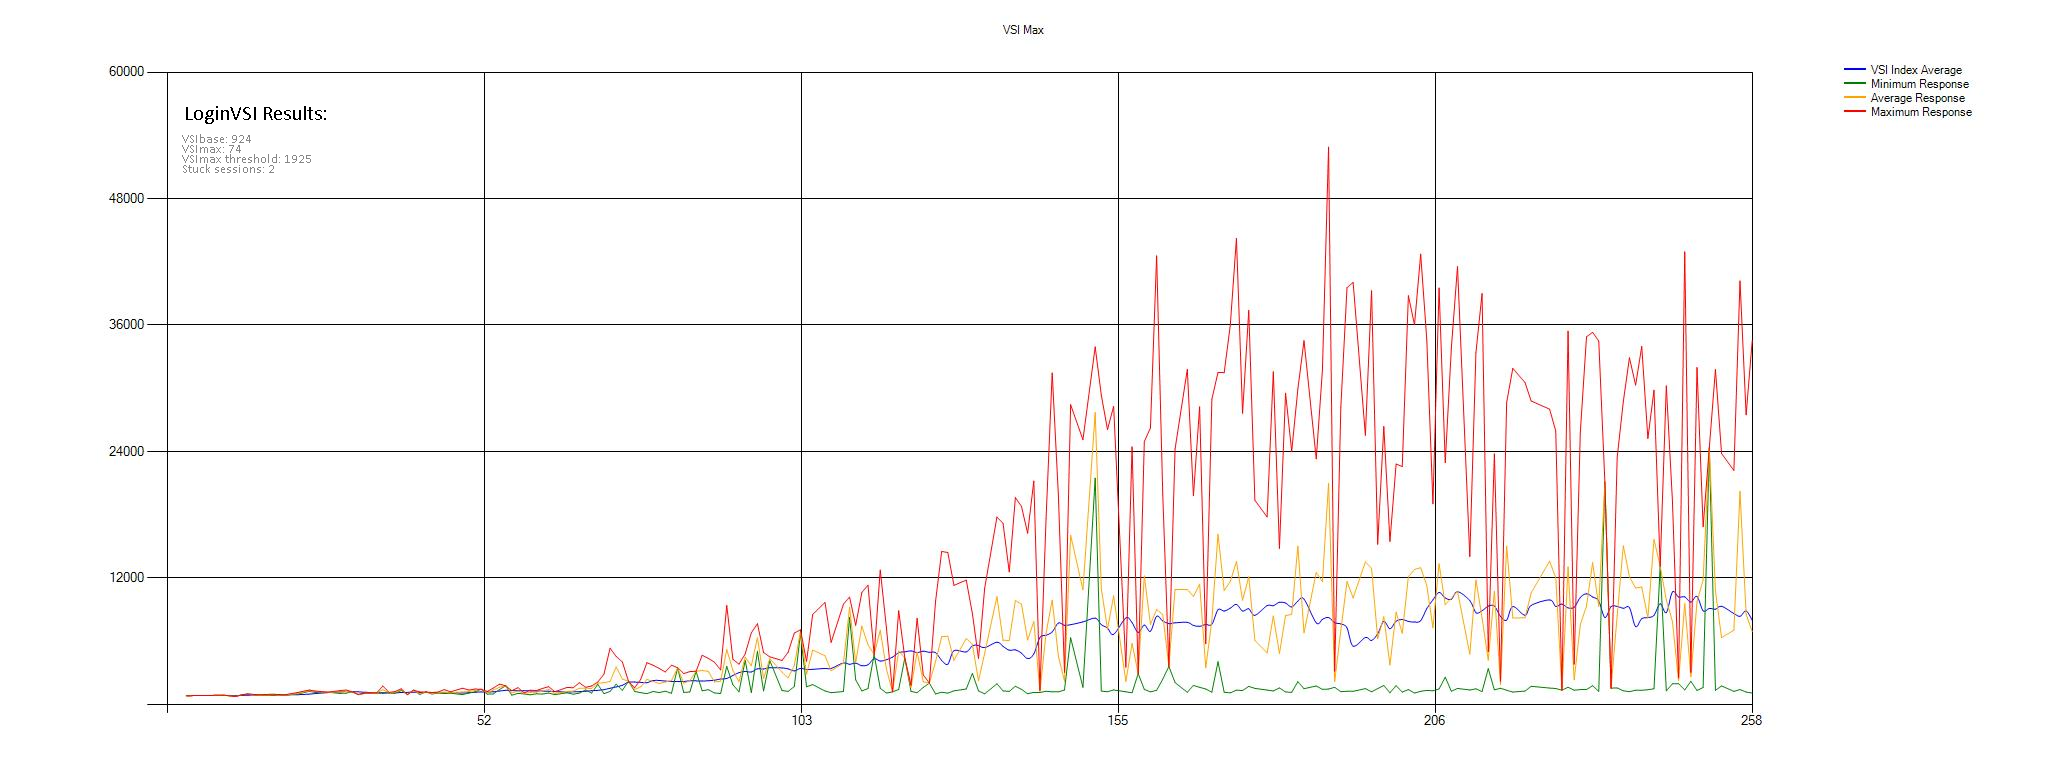 VSI Max
60000
48000
36000
24000
12000
LoginVSI Results:
VSIbase: 924
VSImax: 74
VSImax threshold: 1925
Stuck sessions: 2
VSI Index Average
Minimum Response
Average Response
Maximum Response
52
103
155
206
258